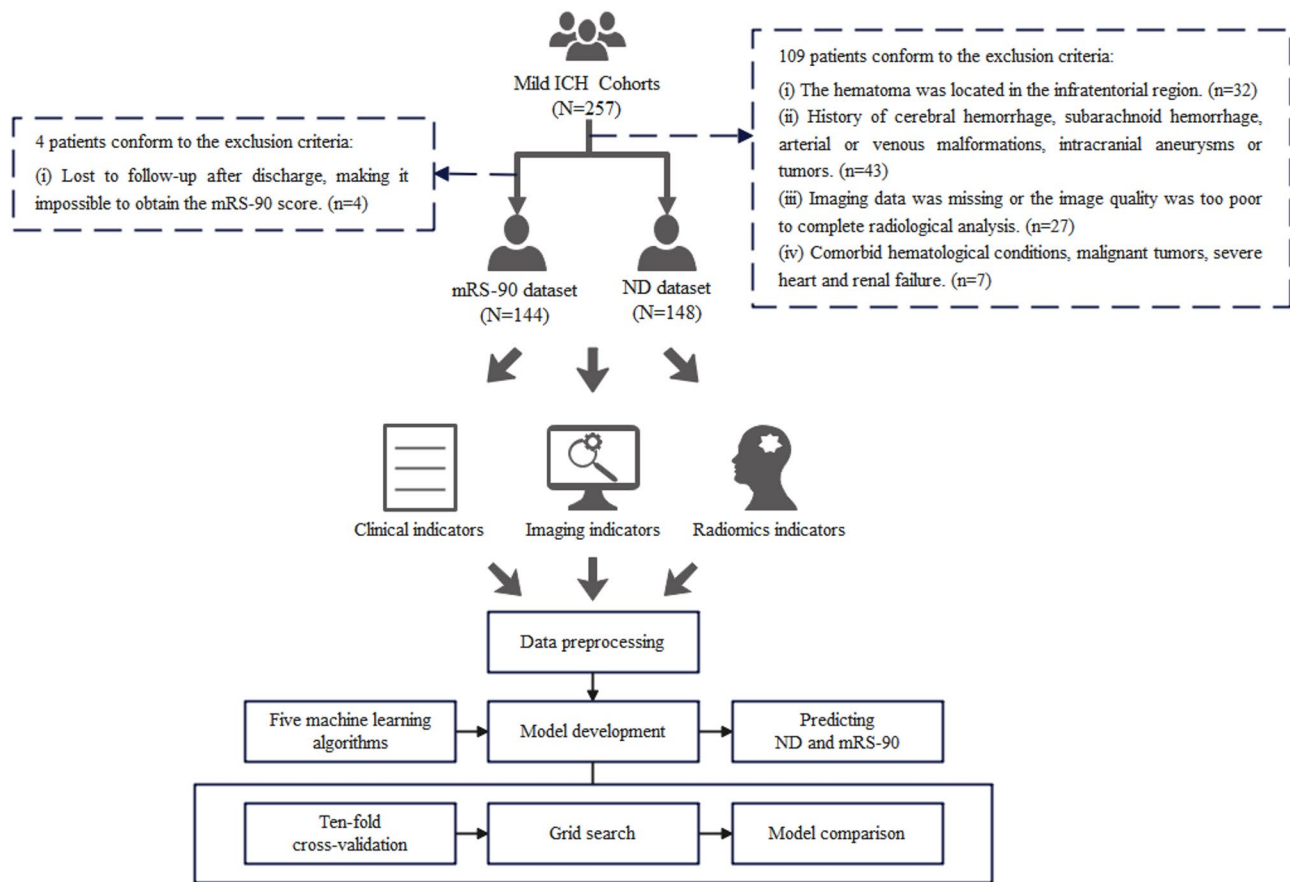 Mild ICH Cohorts
(N=257)
109 patients conform to the exclusion criteria:
(i) The hematoma was located in the infratentorial region. (n=32)
(ii) History of cerebral hemorrhage, subarachnoid hemorrhage,
arterial or venous malformations, intracranial aneurysms or
tumors. (n=43)
(iii) Imaging data was missing or the image quality was too poor
to complete radiological analysis. (n=27)
(iv) Comorbid hematological conditions, malignant tumors, severe
heart and renal failure. (n=7)
4 patients conform to the exclusion criteria:
(i) Lost to follow-up after discharge, making it
impossible to obtain the mRS-90 score. (n=4)
mRS-90 dataset
(N=144)
ND dataset
(N=148)
Clinical indicators
Imaging indicators
Radiomics indicators
Data preprocessing
Five machine learning
algorithms
Model development
Predicting
ND and mRS-90
Ten-fold
cross-validation
Grid search
Model comparison